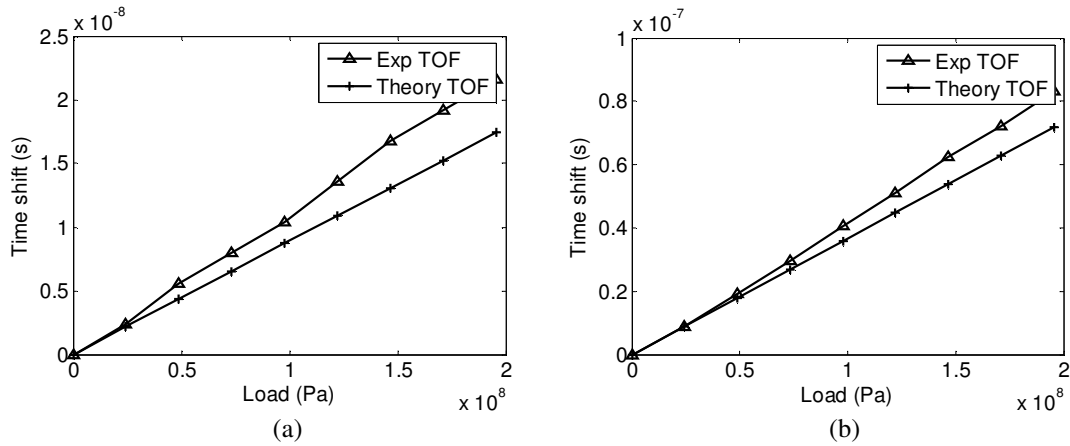 x 10^-8
2.5
2
1.5
1
0.5
0
Time shift (s)
Exp TOF
Theory TOF
0 0.5 1 1.5 2
Load (Pa)
x 10^8
(a)
x 10^-7
1
0.8
0.6
0.4
0.2
0
Time shift (s)
Exp TOF
Theory TOF
0 0.5 1 1.5 2
Load (Pa)
x 10^8
(b)